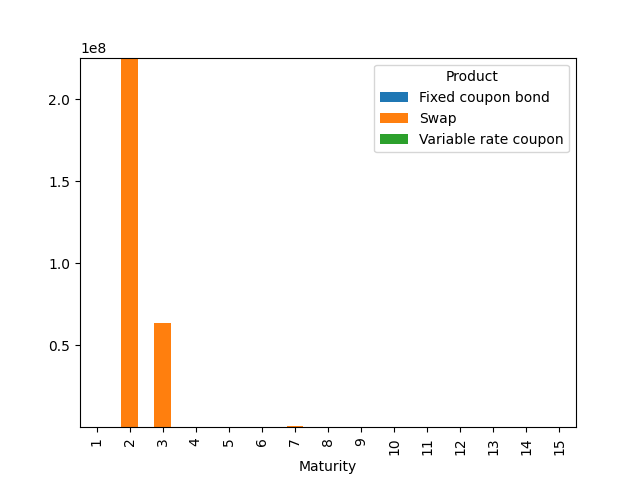 1e8
Product
Fixed coupon bond
Swap
Variable rate coupon
2.0
1.5
1.0
0.5
1 2 3 4 5 6 7 8 9 10 11 12 13 14 15
Maturity